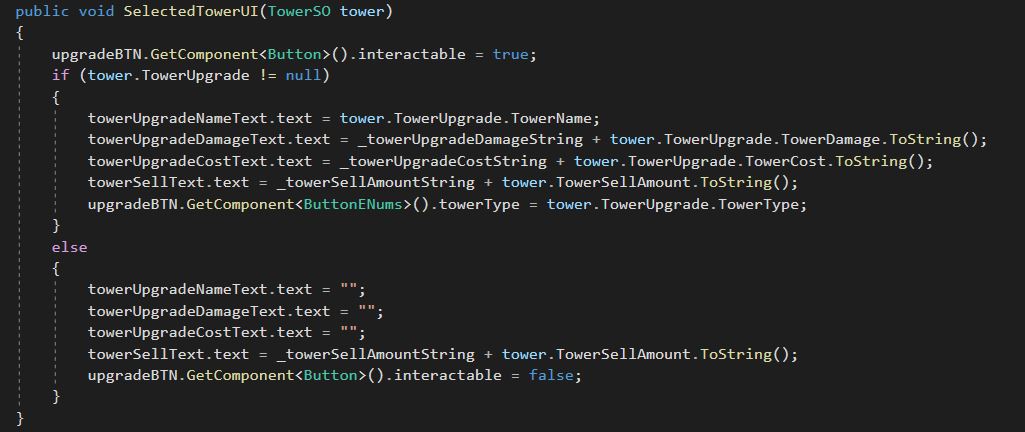 public void SelectedTowerUI(TowerSO tower)
{
upgradeBTN.GetComponent<Button>().interactable = true;
if (tower.TowerUpgrade != null)
{
towerUpgradeNameText.text = tower.TowerUpgrade.TowerName;
towerUpgradeDamageText.text = _towerUpgradeDamageString + tower.TowerUpgrade.TowerDamage.ToString();
towerUpgradeCostText.text = _towerUpgradeCostString + tower.TowerUpgrade.TowerCost.ToString();
towerSellText.text = _towerSellAmountString + tower.TowerSellAmount.ToString();
upgradeBTN.GetComponent<ButtonENums>().towerType = tower.TowerUpgrade.TowerType;
}
else
{
towerUpgradeNameText.text = "";
towerUpgradeDamageText.text = "";
towerUpgradeCostText.text = "";
towerSellText.text = _towerSellAmountString + tower.TowerSellAmount.ToString();
upgradeBTN.GetComponent<Button>().interactable = false;
}
}